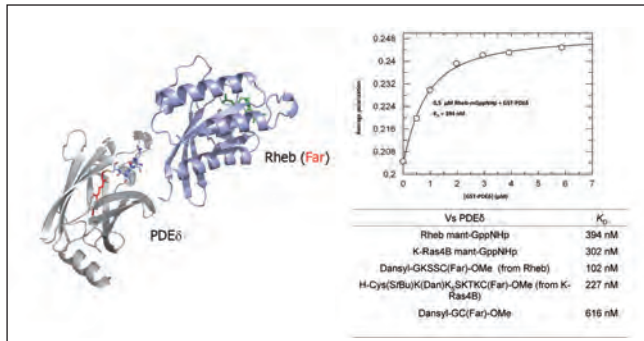 Rheb (Far)
PDEδ
0.248
0.24
0.232
0.224
0.216
0.208
0.2
Average polarization
0,5 µM Rheb-mGppNHp + GST-PDEδ
= 394 nM
0 1 2 3 4 5 6 7
[GST-PDEδ] (µM)
Vs PDEδ K_D
Rheb mant-GppNHp 394 nM
K-Ras4B mant-GppNHp 302 nM
Dansyl-GKSSC(Far)-OMe (from Rheb) 102 nM
H-Cys(StBu)K(Dan)K SKTKC(Far)-OMe (from K-
Ras4B) 227 nM
Dansyl-GC(Far)-OMe 616 nM